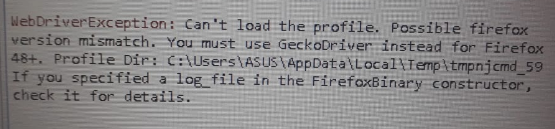 WebDriverException: Can't load the profile. Possible firefox
version mismatch. You must use GeckoDriver instead for Firefox
48+. Profile Dir: C:\Users\ASUS\AppData\Local\Temp\tmpnjcmd_59
If you specified a log_file in the FirefoxBinary constructor,
check it for details.